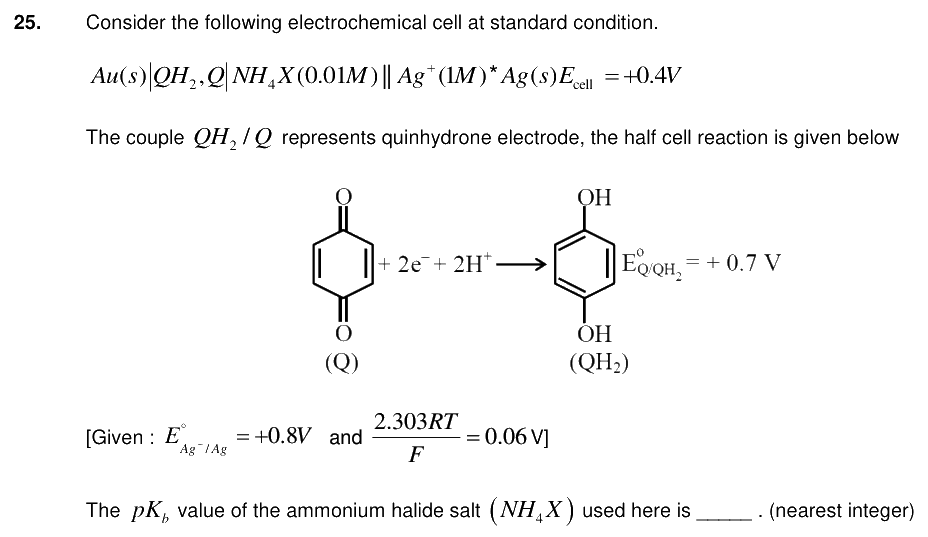 25. Consider the following electrochemical cell at standard condition.
Au(s)|QH₂,Q|NH₄X(0.01M)||Ag⁺(1M)*Ag(s)E_cell = +0.4V
The couple QH₂ / Q represents quinhydrone electrode, the half cell reaction is given below
O OH
+ 2e⁻ + 2H⁺ ⟶ E°_Q/QH₂ = + 0.7 V
O OH
(Q) (QH₂)
[Given : E°_Ag⁻/Ag = +0.8V and 2.303RT/F = 0.06 V]
The pK_b value of the ammonium halide salt (NH₄X) used here is _____ . (nearest integer)